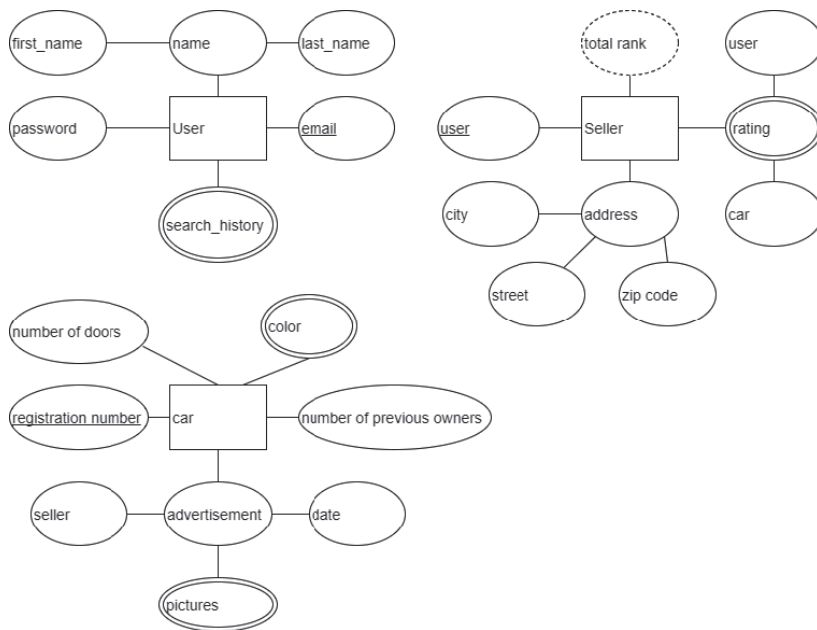 first_name
name
last_name
password
User
email
search_history
total rank
user
user
Seller
rating
city
address
car
street
zip code
number of doors
color
registration number
car
number of previous owners
seller
advertisement
date
pictures